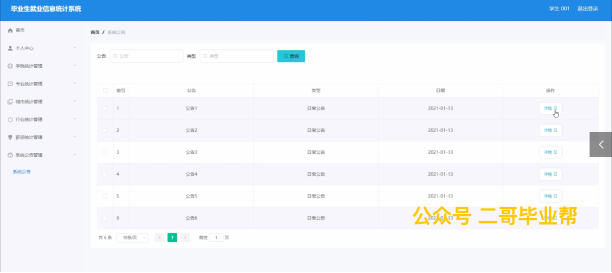 毕业生就业信息统计系统
学生 001 退出登录
首页
首页 / 系统公告
个人中心
公告 公告 类型 类型 查询
学院统计管理
专业统计管理
城市统计管理
行业统计管理
薪资统计管理
系统公告管理
系统公告
索引 公告 类型 日期 操作
1 公告1 日常公告 2021-01-13 详情
2 公告2 日常公告 2021-01-13 详情
3 公告3 日常公告 2021-01-13 详情
4 公告4 日常公告 2021-01-13 详情
5 公告5 日常公告 2021-01-13 详情
6 公告6 日常公告 2021-01-13 详情
共 6 条 10条/页 1 前往 1 页
公众号 二哥毕业帮